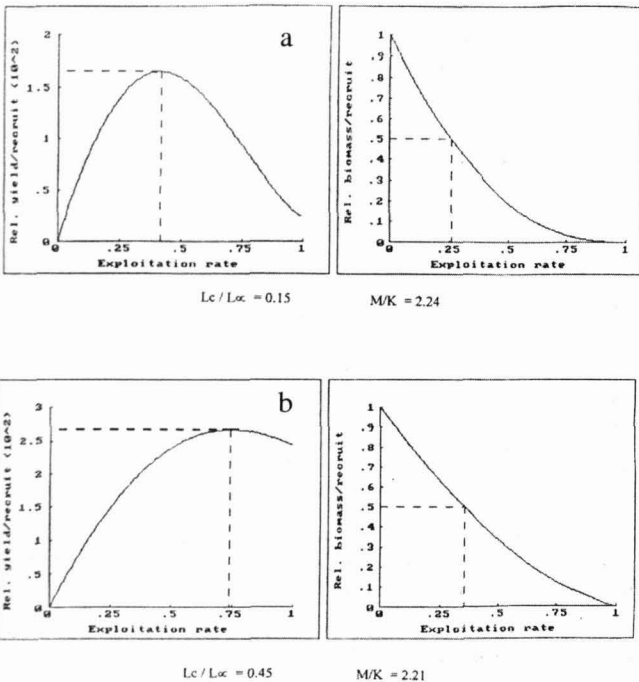 a
Rel. yield/recruit (10^2)
2
1.5
1
.5
0
0 .25 .5 .75 1
Exploitation rate
Rel. biomass/recruit
1
.9
.8
.7
.6
.5
.4
.3
.2
.1
0
0 .25 .5 .75 1
Exploitation rate
Lc / L∝ = 0.15 M/K = 2.24
b
Rel. yield/recruit (10^2)
3
2.5
2
1.5
1
.5
0
0 .25 .5 .75 1
Exploitation rate
Rel. biomass/recruit
1
.9
.8
.7
.6
.5
.4
.3
.2
.1
0
0 .25 .5 .75 1
Exploitation rate
Lc / L∝ = 0.45 M/K = 2.21